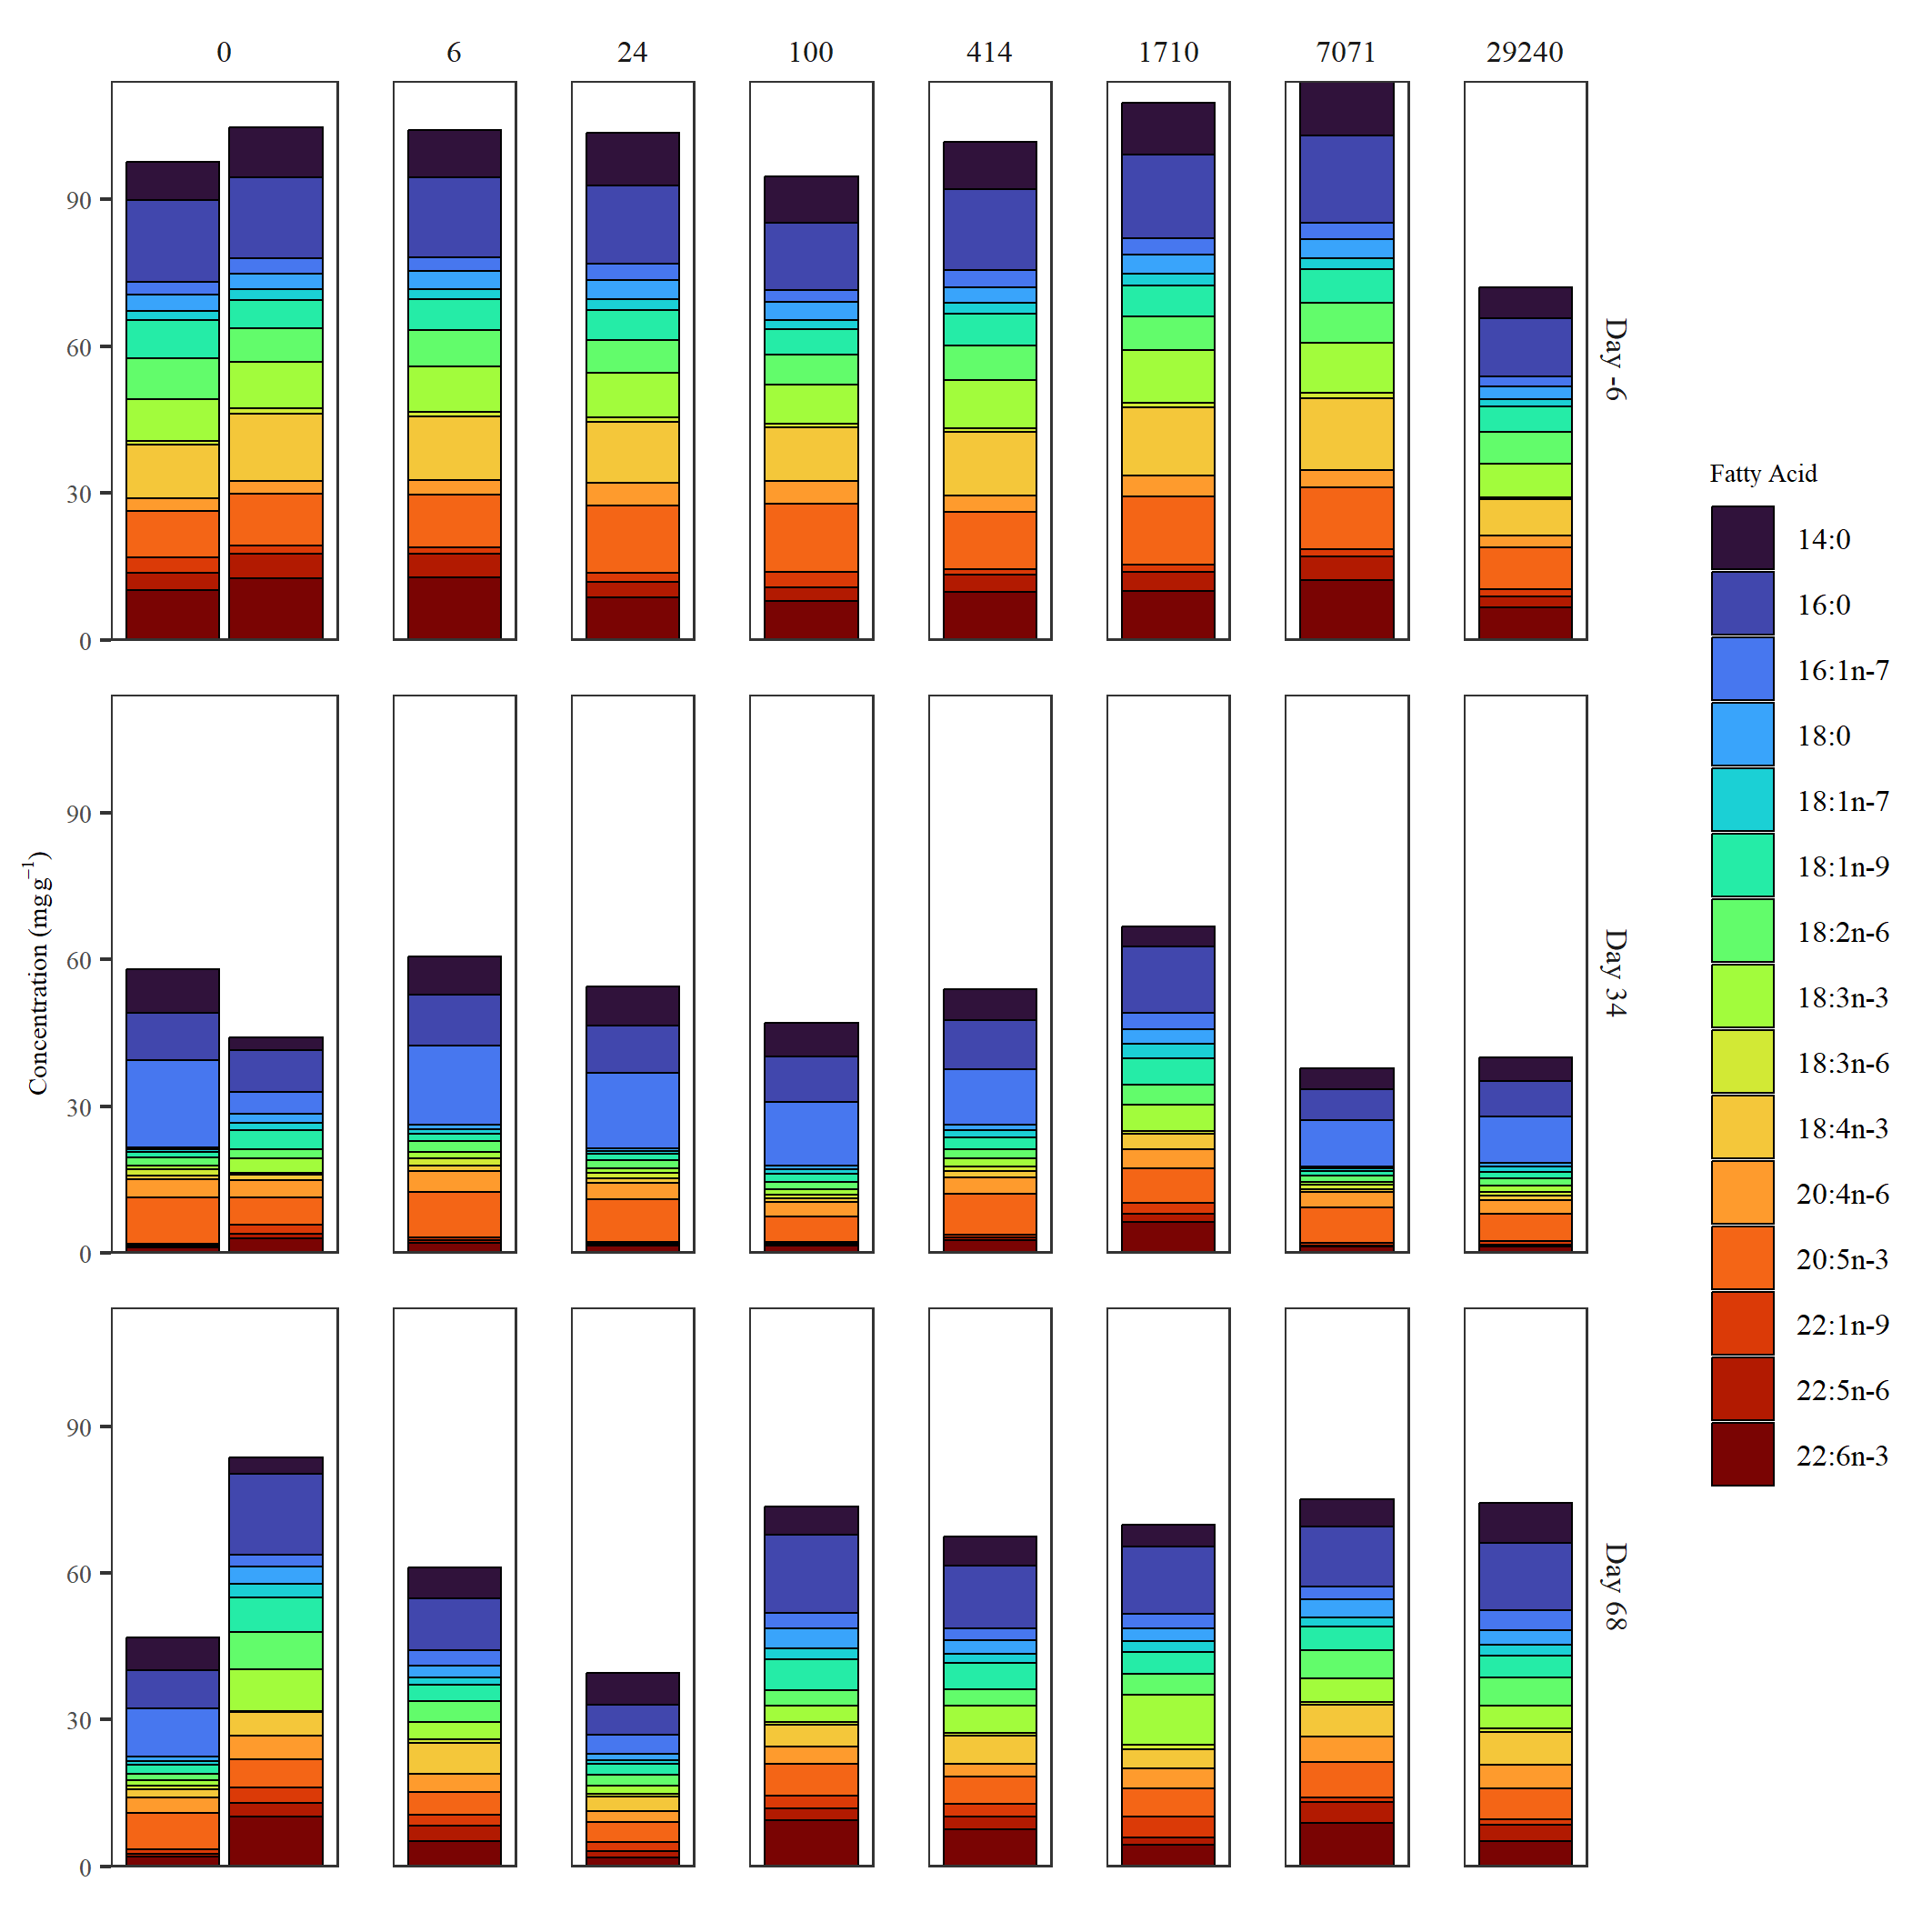 0 6 24 100 414 1710 7071 29240
90
60
30
0
Day -6
90
60
30
0
Day 34
90
60
30
0
Day 68
Concentration (mg g⁻¹)
Fatty Acid
14:0
16:0
16:1n-7
18:0
18:1n-7
18:1n-9
18:2n-6
18:3n-3
18:3n-6
18:4n-3
20:4n-6
20:5n-3
22:1n-9
22:5n-6
22:6n-3